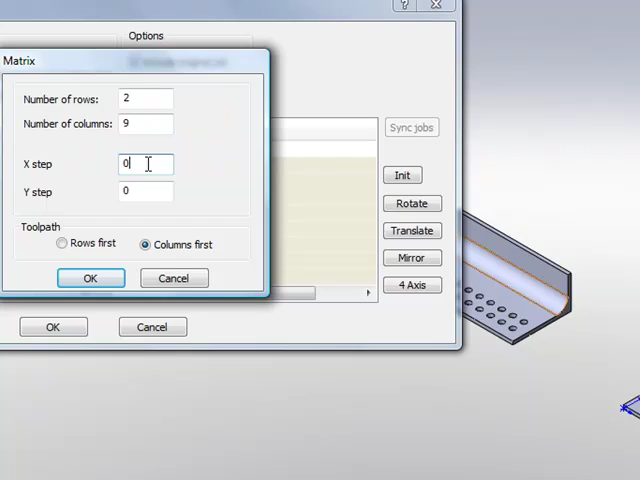 ?
Options
Matrix
Number of rows: 2
Number of columns: 9
X step 0
Y step 0
Toolpath
Rows first Columns first
OK Cancel
Sync jobs
Init
Rotate
Translate
Mirror
4 Axis
OK Cancel